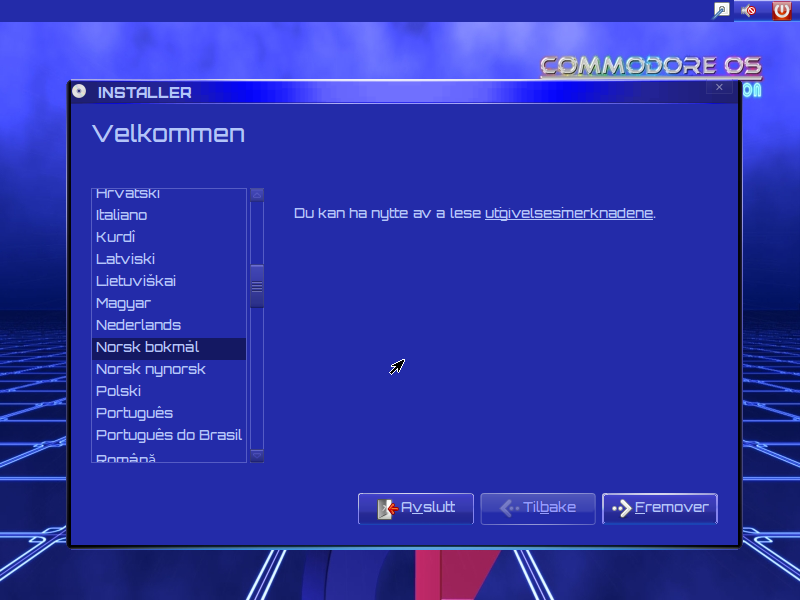 COMMODORE OS
INSTALLER
Velkommen
Hrvatski
Italiano
Kurdî
Latviski
Lietuviškai
Magyar
Nederlands
Norsk bokmål
Norsk nynorsk
Polski
Português
Português do Brasil
Română
Du kan ha nytte av å lese utgivelsesmerknadene.
Avslutt
Tilbake
Fremover